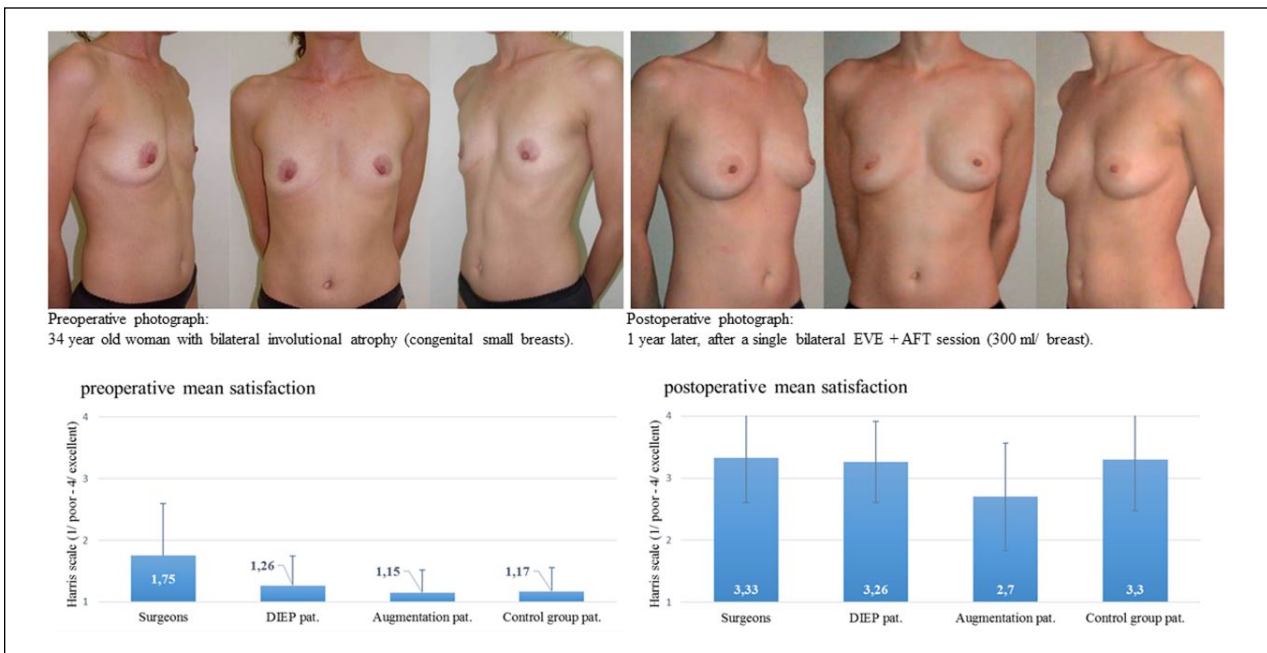 Preoperative photograph:
34 year old woman with bilateral involutional atrophy (congenital small breasts).
Postoperative photograph:
1 year later, after a single bilateral EVE + AFT session (300 ml/ breast).
preoperative mean satisfaction
Harris scale (1/ poor - 4/ excellent)
4
3
2
1
1,75
1,26
1,15
1,17
Surgeons
DIEP pat.
Augmentation pat.
Control group pat.
postoperative mean satisfaction
Harris scale (1/ poor - 4/ excellent)
4
3
2
1
3,33
3,26
2,7
3,3
Surgeons
DIEP pat.
Augmentation pat.
Control group pat.